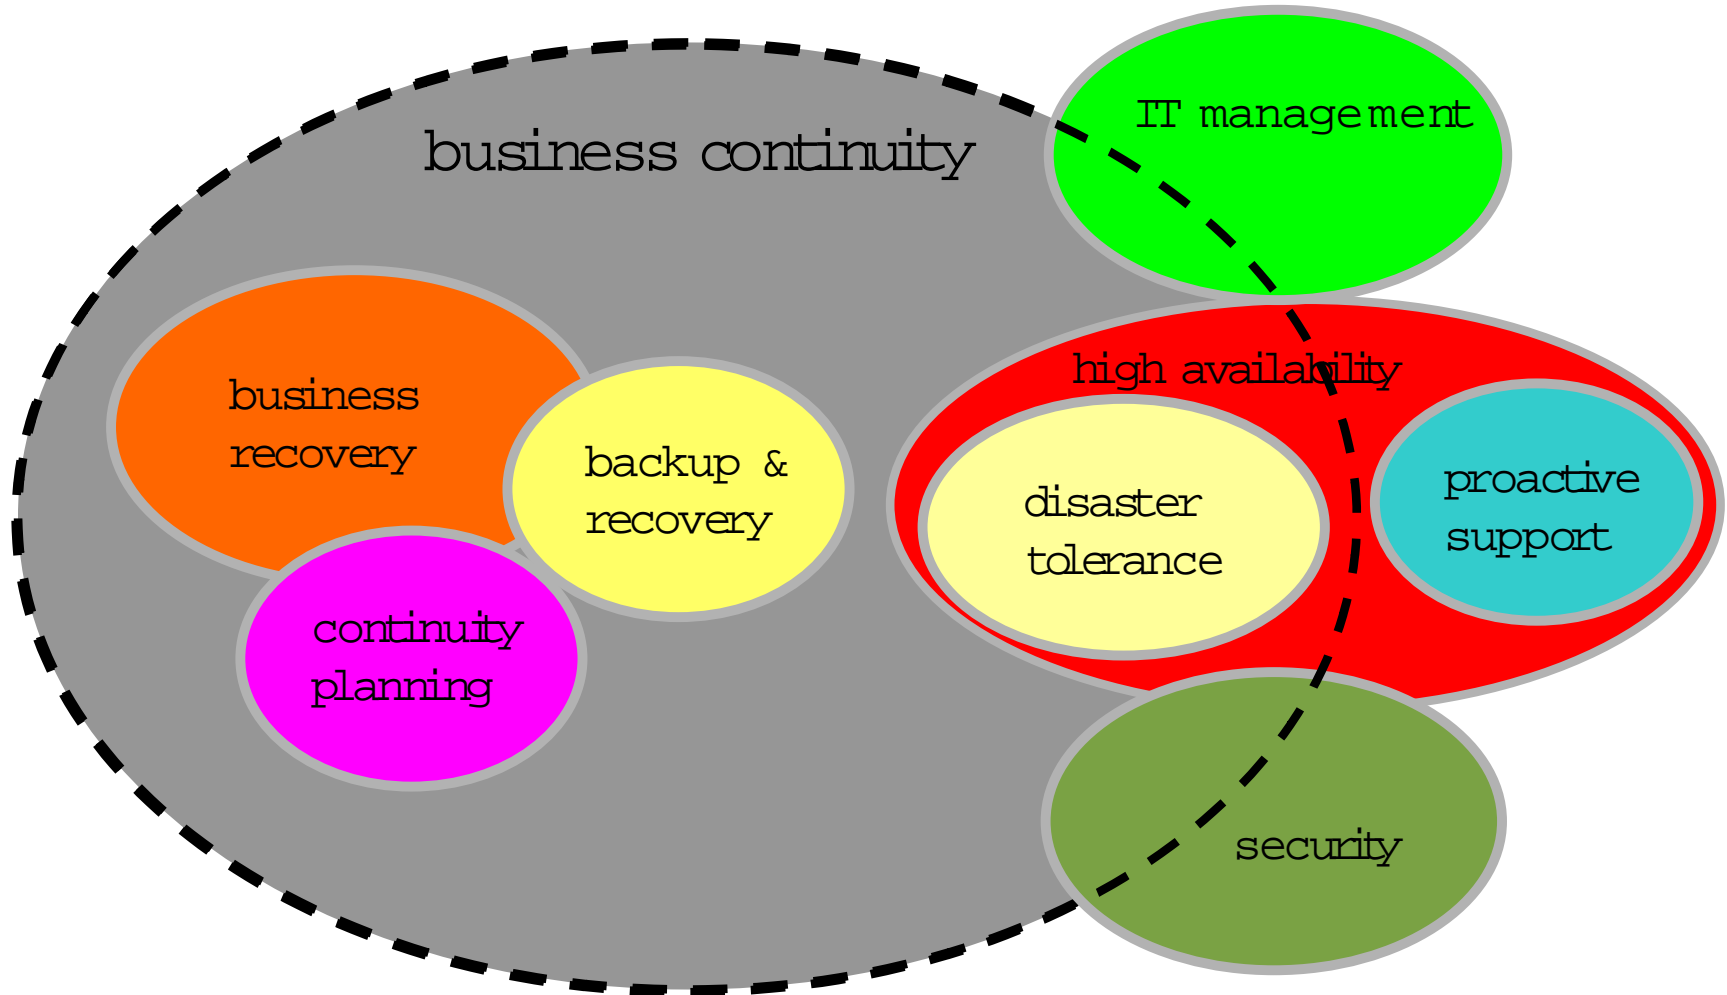 IT management
business continuity
high availability
business
recovery
backup &
recovery
disaster
tolerance
proactive
support
continuity
planning
security